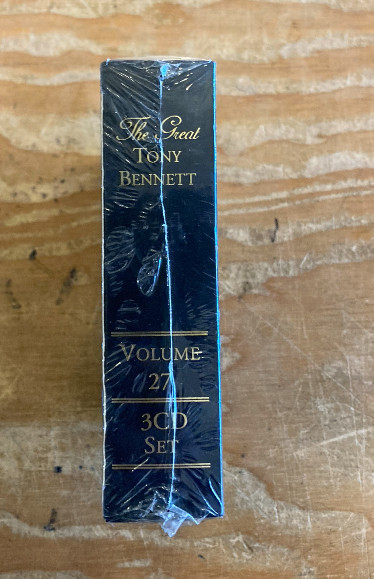 The Great
TONY
BENNETT
VOLUME
27
3CD
SET